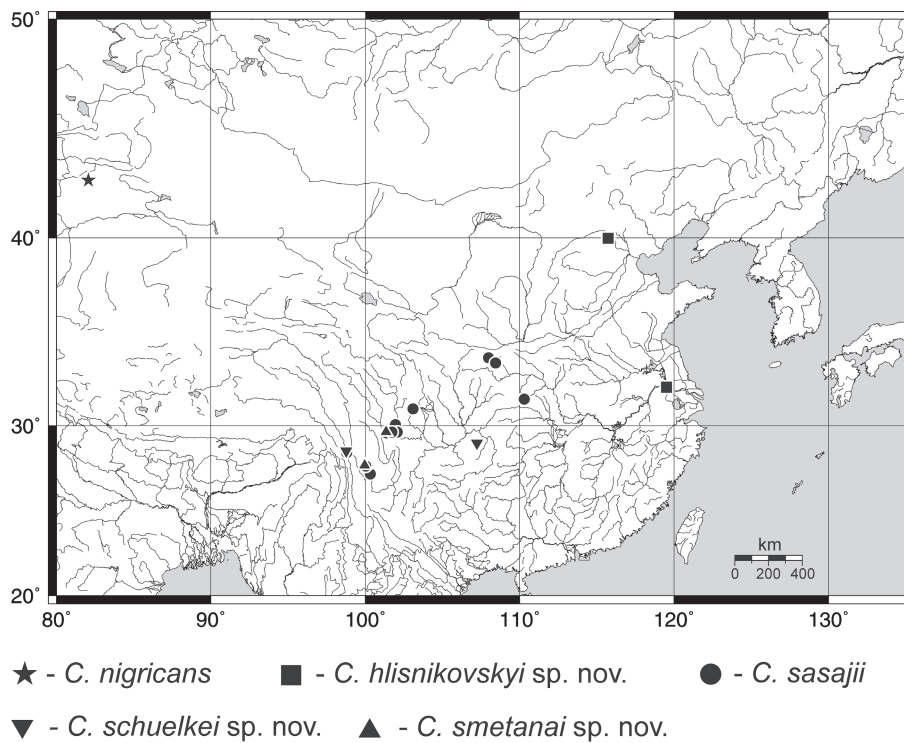 50°
40°
30°
20°
80 90 100 110 120 130°
km
0 200 400
- C. nigricans - C. hlisnikovskyi sp. nov. - C. sasajii
- C. schuelkei sp. nov. - C. smetanai sp. nov.